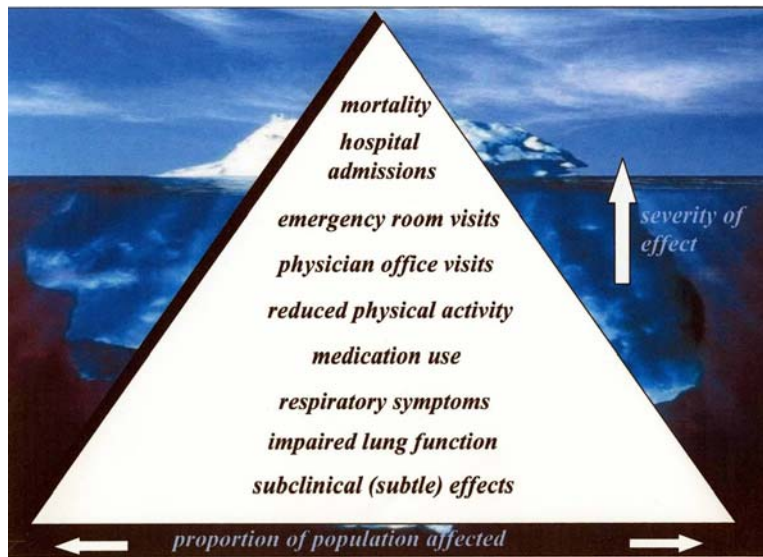 mortality
hospital
admissions
emergency room visits
physician office visits
reduced physical activity
medication use
respiratory symptoms
impaired lung function
subclinical (subtle) effects
severity of
effect
proportion of population affected